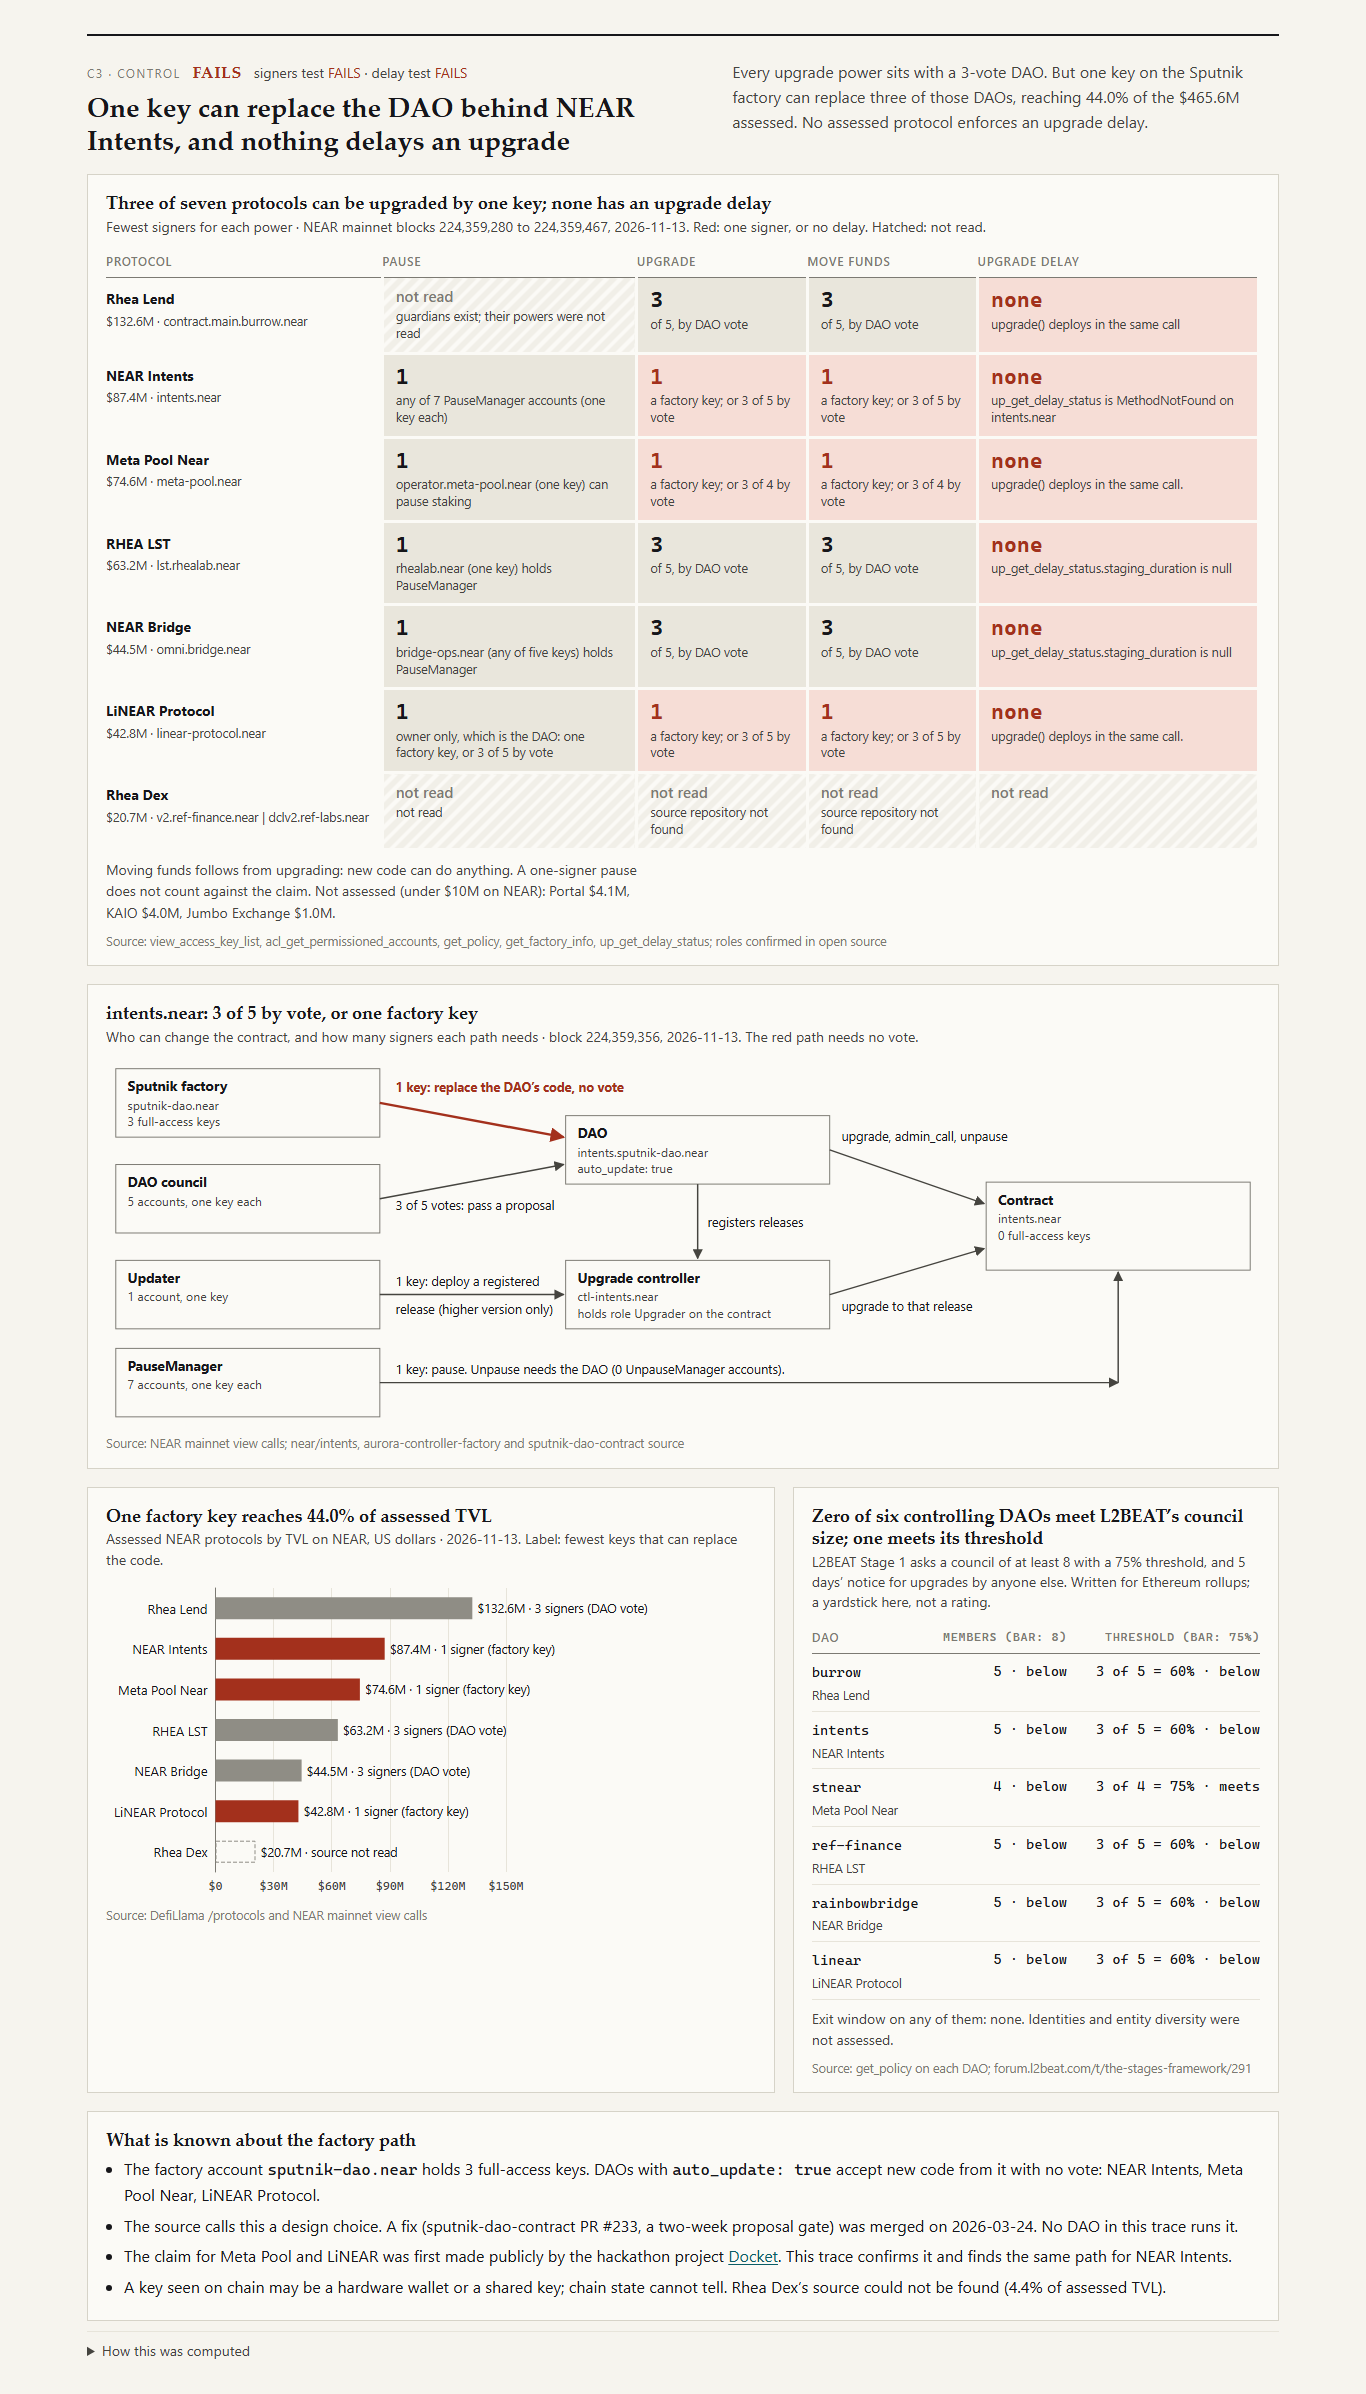 C3 · CONTROL FAILS signers test FAILS · delay test FAILS
One key can replace the DAO behind NEAR
Intents, and nothing delays an upgrade
Every upgrade power sits with a 3-vote DAO. But one key on the Sputnik
factory can replace three of those DAOs, reaching 44.0% of the $465.6M
assessed. No assessed protocol enforces an upgrade delay.
Three of seven protocols can be upgraded by one key; none has an upgrade delay
Fewest signers for each power · NEAR mainnet blocks 224,359,280 to 224,359,467, 2026-11-13. Red: one signer, or no delay. Hatched: not read.
PROTOCOL PAUSE UPGRADE MOVE FUNDS UPGRADE DELAY
Rhea Lend
$132.6M · contract.main.burrow.near
not read
guardians exist; their powers were not
read
3
of 5, by DAO vote
3
of 5, by DAO vote
none
upgrade() deploys in the same call
NEAR Intents
$87.4M · intents.near
1
any of 7 PauseManager accounts (one
key each)
1
a factory key; or 3 of 5 by
vote
1
a factory key; or 3 of 5 by
vote
none
up_get_delay_status is MethodNotFound on
intents.near
Meta Pool Near
$74.6M · meta-pool.near
1
operator.meta-pool.near (one key) can
pause staking
1
a factory key; or 3 of 4 by
vote
1
a factory key; or 3 of 4 by
vote
none
upgrade() deploys in the same call.
RHEA LST
$63.2M · lst.rhealab.near
1
rhealab.near (one key) holds
PauseManager
3
of 5, by DAO vote
3
of 5, by DAO vote
none
up_get_delay_status.staging_duration is null
NEAR Bridge
$44.5M · omni.bridge.near
1
bridge-ops.near (any of five keys) holds
PauseManager
3
of 5, by DAO vote
3
of 5, by DAO vote
none
up_get_delay_status.staging_duration is null
LiNEAR Protocol
$42.8M · linear-protocol.near
1
owner only, which is the DAO: one
factory key, or 3 of 5 by vote
1
a factory key; or 3 of 5 by
vote
1
a factory key; or 3 of 5 by
vote
none
upgrade() deploys in the same call.
Rhea Dex
$20.7M · v2.ref-finance.near | dclv2.ref-labs.near
not read
not read
not read
source repository not
found
not read
source repository not
found
not read
Moving funds follows from upgrading: new code can do anything. A one-signer pause
does not count against the claim. Not assessed (under $10M on NEAR): Portal $4.1M,
KAIO $4.0M, Jumbo Exchange $1.0M.
Source: view_access_key_list, acl_get_permissioned_accounts, get_policy, get_factory_info, up_get_delay_status; roles confirmed in open source
intents.near: 3 of 5 by vote, or one factory key
Who can change the contract, and how many signers each path needs · block 224,359,356, 2026-11-13. The red path needs no vote.
Sputnik factory
sputnik-dao.near
3 full-access keys
1 key: replace the DAO's code, no vote
DAO
intents.sputnik-dao.near
auto_update: true
upgrade, admin_call, unpause
DAO council
5 accounts, one key each
3 of 5 votes: pass a proposal
registers releases
Contract
intents.near
0 full-access keys
Updater
1 account, one key
1 key: deploy a registered
release (higher version only)
Upgrade controller
ctl-intents.near
holds role Upgrader on the contract
upgrade to that release
PauseManager
7 accounts, one key each
1 key: pause. Unpause needs the DAO (0 UnpauseManager accounts).
Source: NEAR mainnet view calls; near/intents, aurora-controller-factory and sputnik-dao-contract source
One factory key reaches 44.0% of assessed TVL
Assessed NEAR protocols by TVL on NEAR, US dollars · 2026-11-13. Label: fewest keys that can replace
the code.
Rhea Lend $132.6M · 3 signers (DAO vote)
NEAR Intents $87.4M · 1 signer (factory key)
Meta Pool Near $74.6M · 1 signer (factory key)
RHEA LST $63.2M · 3 signers (DAO vote)
NEAR Bridge $44.5M · 3 signers (DAO vote)
LiNEAR Protocol $42.8M · 1 signer (factory key)
Rhea Dex $20.7M · source not read
$0 $30M $60M $90M $120M $150M
Source: DefiLlama /protocols and NEAR mainnet view calls
Zero of six controlling DAOs meet L2BEAT's council
size; one meets its threshold
L2BEAT Stage 1 asks a council of at least 8 with a 75% threshold, and 5
days' notice for upgrades by anyone else. Written for Ethereum rollups;
a yardstick here, not a rating.
DAO MEMBERS (BAR: 8) THRESHOLD (BAR: 75%)
burrow 5 · below 3 of 5 = 60% · below
Rhea Lend
intents 5 · below 3 of 5 = 60% · below
NEAR Intents
stnear 4 · below 3 of 4 = 75% · meets
Meta Pool Near
ref-finance 5 · below 3 of 5 = 60% · below
RHEA LST
rainbowbridge 5 · below 3 of 5 = 60% · below
NEAR Bridge
linear 5 · below 3 of 5 = 60% · below
LiNEAR Protocol
Exit window on any of them: none. Identities and entity diversity were
not assessed.
Source: get_policy on each DAO; forum.l2beat.com/t/the-stages-framework/291
What is known about the factory path
• The factory account sputnik-dao.near holds 3 full-access keys. DAOs with auto_update: true accept new code from it with no vote: NEAR Intents, Meta
Pool Near, LiNEAR Protocol.
• The source calls this a design choice. A fix (sputnik-dao-contract PR #233, a two-week proposal gate) was merged on 2026-03-24. No DAO in this trace runs it.
• The claim for Meta Pool and LiNEAR was first made publicly by the hackathon project Docket. This trace confirms it and finds the same path for NEAR Intents.
• A key seen on chain may be a hardware wallet or a shared key; chain state cannot tell. Rhea Dex's source could not be found (4.4% of assessed TVL).
▶ How this was computed